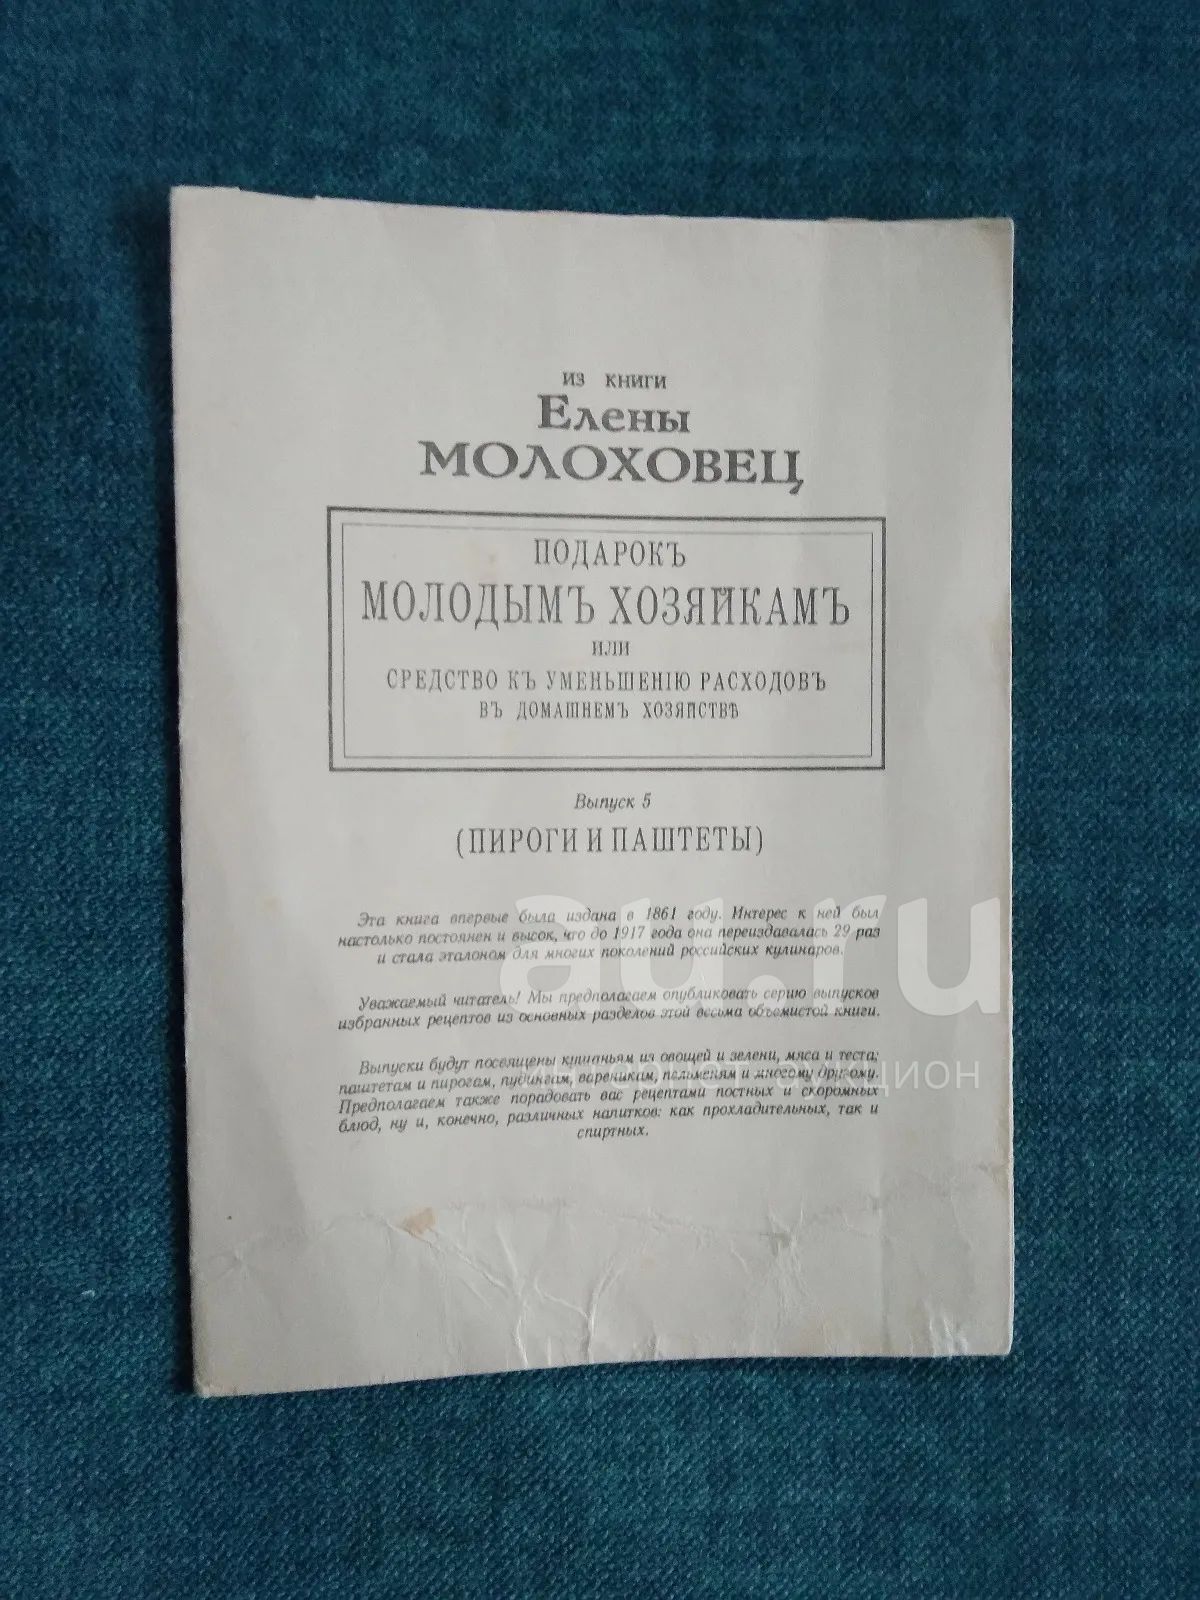 из книги
Елены
МОЛОХОВЕЦ
ПОДАРОКЪ
МОЛОДЫМЪ ХОЗЯЙКАМЪ
ИЛИ
СРЕДСТВО КЪ УМЕНЬШЕНІЮ РАСХОДОВЪ
ВЪ ДОМАШНЕМЪ ХОЗЯЙСТВѢ
Выпуск 5
(ПИРОГИ И ПАШТЕТЫ)
Эта книга впервые была издана в 1861 году. Интерес к ней был
настолько постоянен и высок, что до 1917 года она переиздавалась 29 раз
и стала эталоном для многих поколений российских кулинаров.
Уважаемый читатель! Мы предполагаем опубликовать серию выпусков
избранных рецептов из основных разделов этой весьма объемистой книги.
Выпуски будут посвящены кушаньям из овощей и зелени, мяса и теста;
паштетам и пирогам, пудингам, вареникам, пельменям и многому другому.
Предполагаем также порадовать вас рецептами постных и скоромных
блюд, ну и, конечно, различных напитков: как прохладительных, так и
спиртных.
au.ru
интернет-аукцион